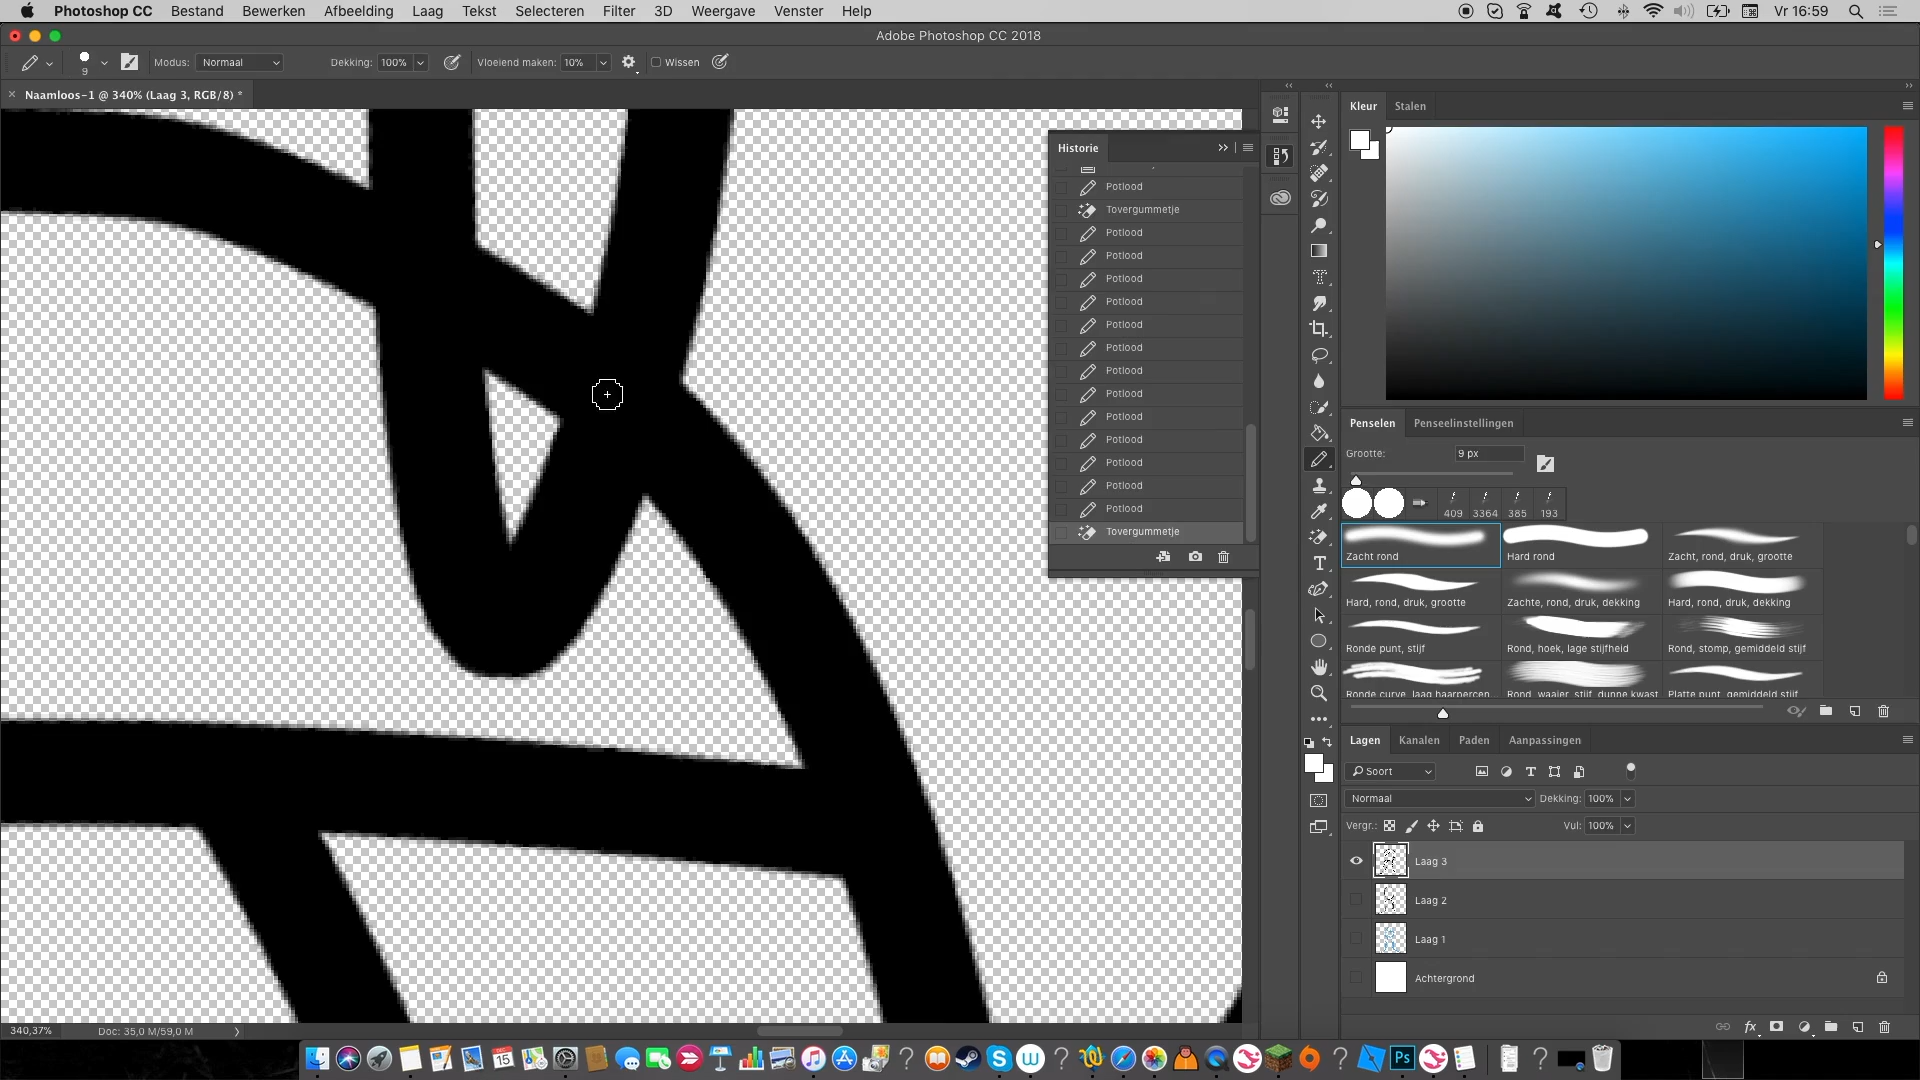 Photoshop CC Bestand Bewerken Afbeelding Laag Tekst Selecteren Filter 3D Weergave Venster Help Vr 16:59
Adobe Photoshop CC 2018
9 Modus: Normaal Dekking: 100% Vloeiend maken: 10% Wissen
Naamloos-1 @ 340% (Laag 3, RGB/8) *
Historie
Potlood
Tovergummetje
Potlood
Potlood
Potlood
Potlood
Potlood
Potlood
Potlood
Potlood
Potlood
Potlood
Potlood
Potlood
Potlood
Tovergummetje
Kleur Stalen
Penselen Penseelinstellingen
Grootte: 9 px
409 3364 385 193
Zacht rond Hard rond Zacht, rond, druk, grootte
Hard, rond, druk, grootte Zachte, rond, druk, dekking Hard, rond, druk, dekking
Ronde punt, stijf Rond, hoek, lage stijfheid Rond, stomp, gemiddeld stijf
Ronde curve, laag haarpercen Rond, waaier, stijf, dunne kwast Platte punt, gemiddeld stijf
Lagen Kanalen Paden Aanpassingen
Soort
Normaal Dekking: 100%
Vergr.: Vul: 100%
Laag 3
Laag 2
Laag 1
Achtergrond
fx
340,37% Doc: 35,0 M/59,0 M
15
Ps